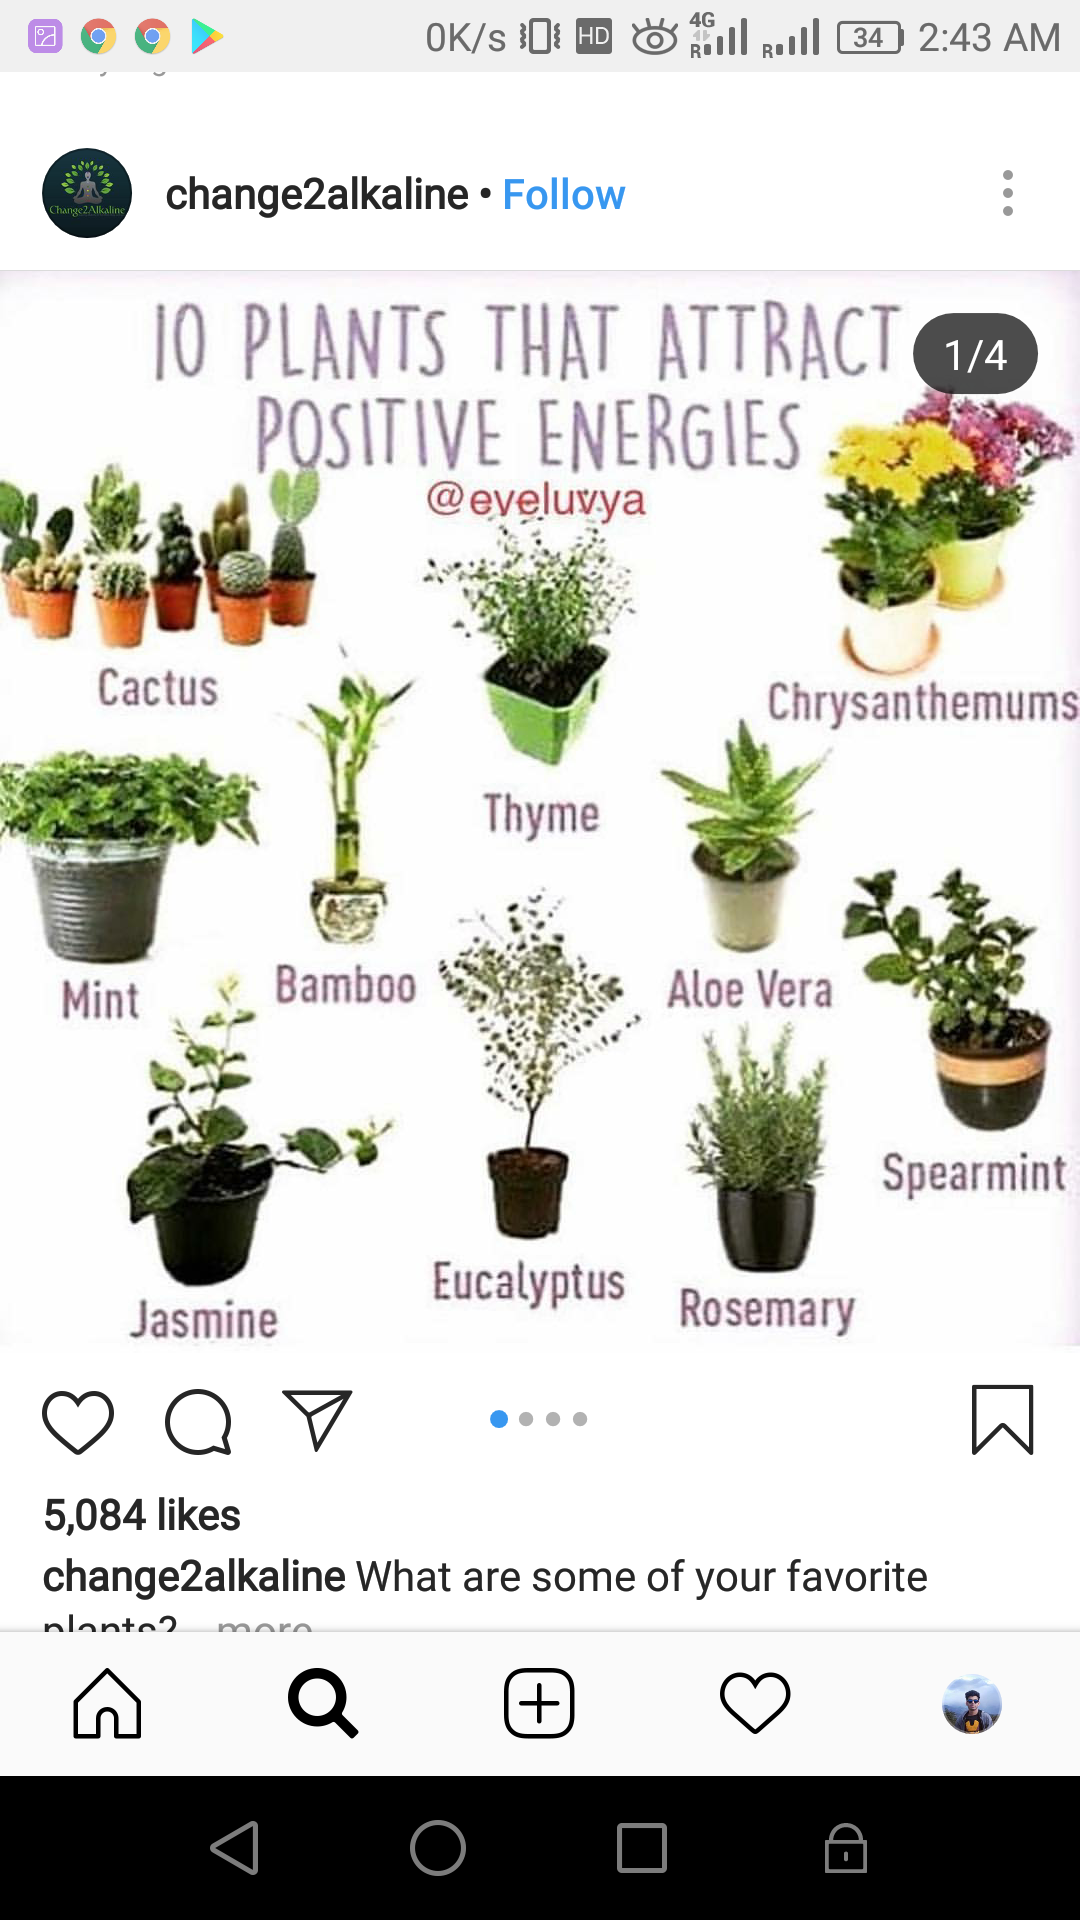 0K/s HD 4G R R 34 2:43 AM
Change2Alkaline
change2alkaline • Follow
10 PLANTS THAT ATTRACT
1/4
POSITIVE ENERGIES
@eveluvya
Cactus
Chrysanthemums
Thyme
Mint
Bamboo
Aloe Vera
Spearmint
Jasmine
Eucalyptus
Rosemary
5,084 likes
change2alkaline What are some of your favorite
plants? more